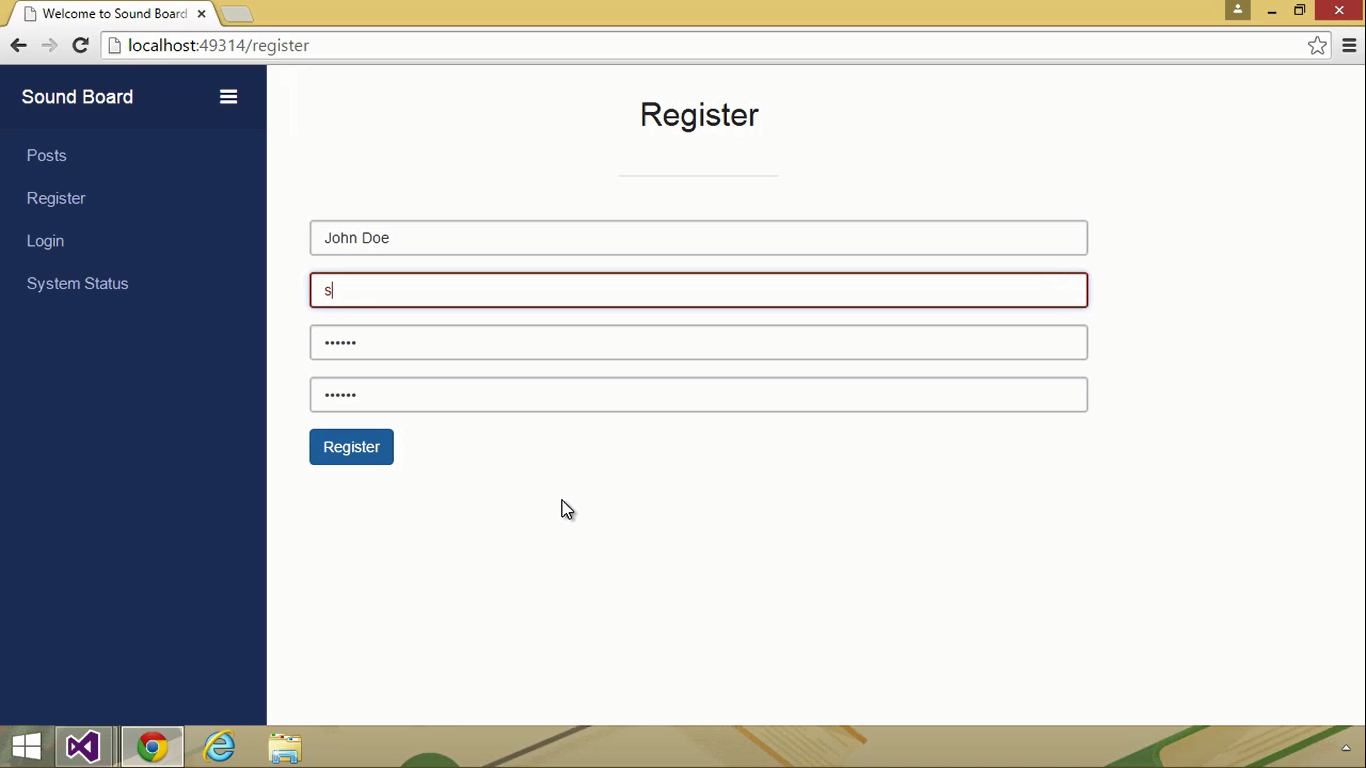 Welcome to Sound Board
localhost:49314/register
Sound Board
Posts
Register
Login
System Status
Register
John Doe
s
••••••
••••••
Register